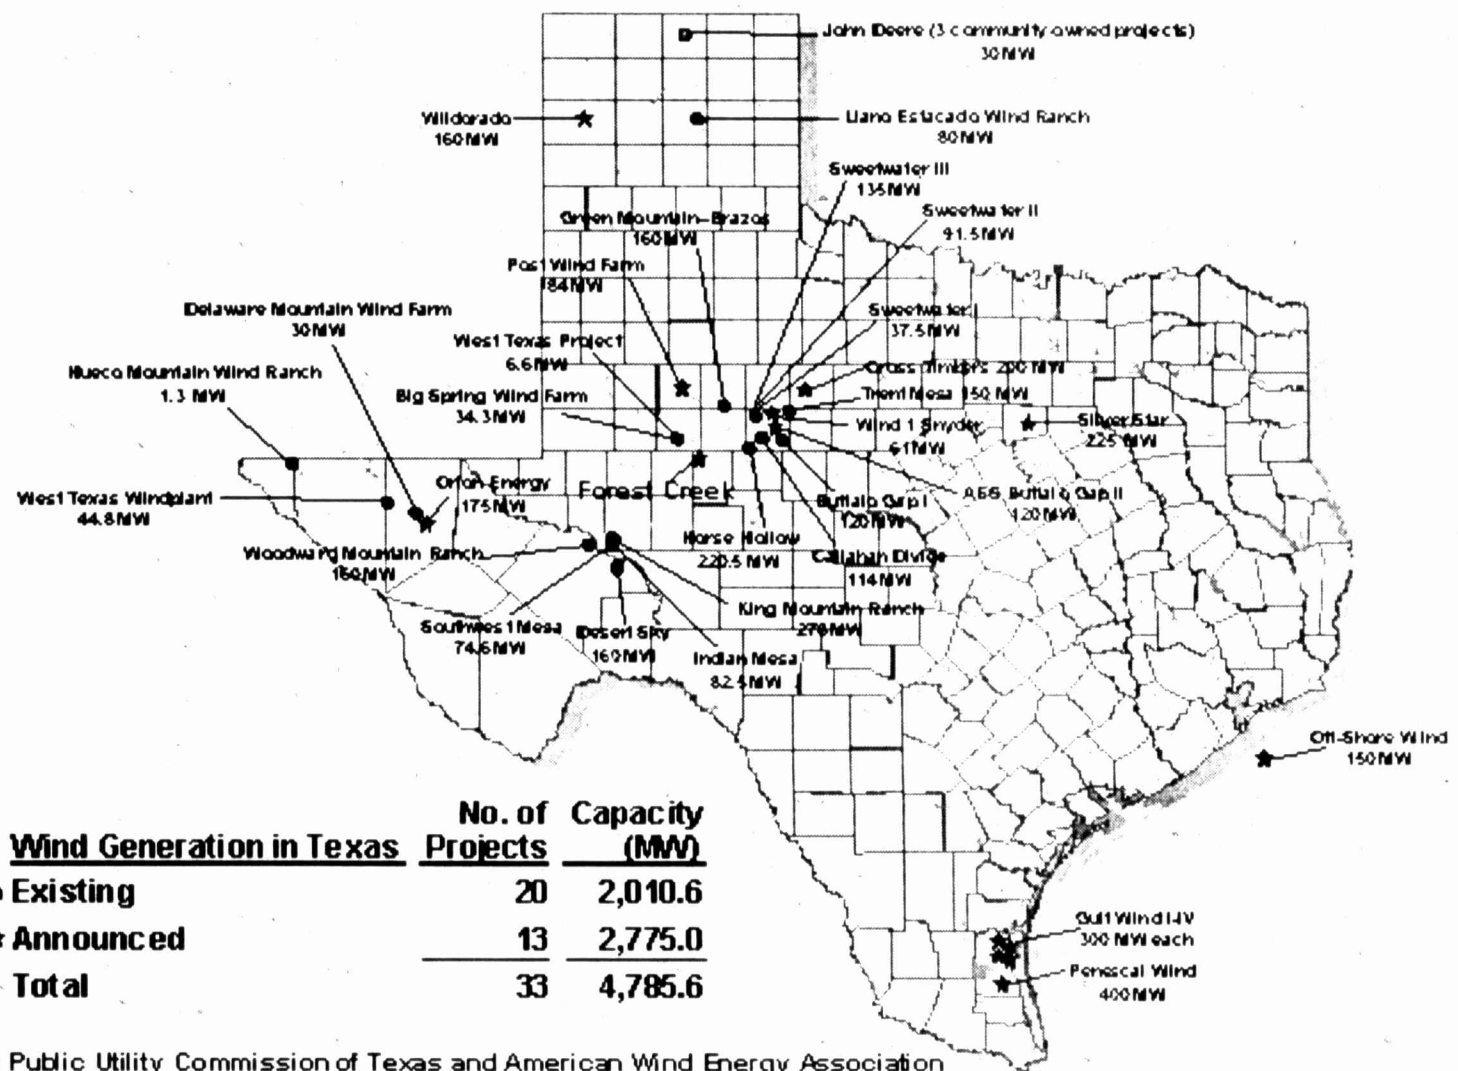 John Deere (3 community owned projects)
30 MW
Wildorado
160 MW
Llano Estacado Wind Ranch
80 MW
Sweetwater III
135 MW
Sweetwater II
91.5 MW
Green Mountain-Brazos
160 MW
Post Wind Farm
84 MW
Delaware Mountain Wind Farm
30 MW
Sweetwater I
37.5 MW
West Texas Project
6.6 MW
Hueco Mountain Wind Ranch
1.3 MW
Cross Timbers 200 MW
Big Spring Wind Farm
34.3 MW
Trent Mesa 150 MW
Wind 1 Snyder
61 MW
Silver Star
225 MW
West Texas Windplant
44.8 MW
Orion Energy
175 MW
Forest Creek
Buffalo Gap I
120 MW
AES Buffalo Gap II
120 MW
Woodward Mountain Ranch
160 MW
Horse Hollow
220.5 MW
Callahan Divide
114 MW
King Mountain Ranch
278 MW
Southwest Mesa
74.6 MW
Desert Sky
160 MW
Indian Mesa
82.5 MW
Off-Shore Wind
150 MW
No. of Capacity
Wind Generation in Texas Projects (MW)
Existing 20 2,010.6
Announced 13 2,775.0
Total 33 4,785.6
Gulf Wind I-IV
300 MW each
Penescal Wind
400 MW
Public Utility Commission of Texas and American Wind Energy Association